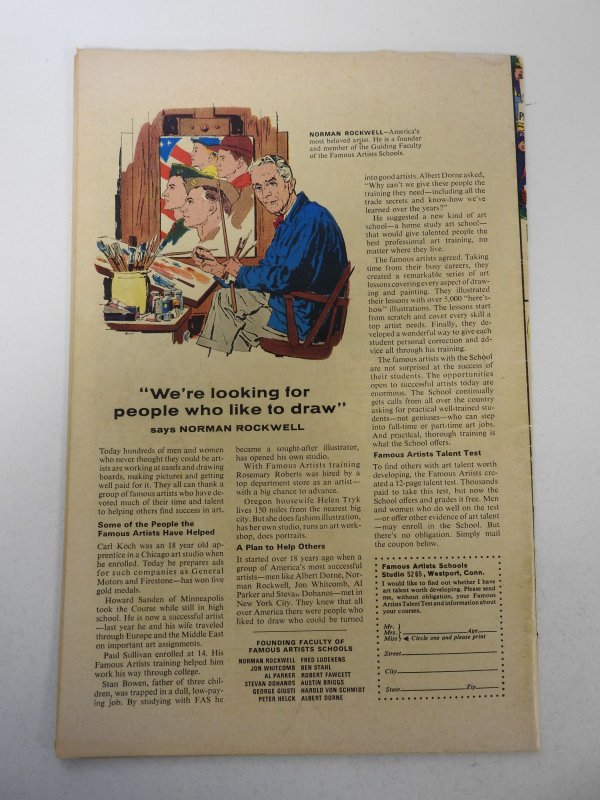 NORMAN ROCKWELL—America's
most beloved artist. He is a founder
and member of the Guiding Faculty
of the Famous Artists Schools.
"We're looking for
people who like to draw"
says NORMAN ROCKWELL
Today hundreds of men and women
who never thought they could be art-
ists are working at easels and drawing
boards, making pictures and getting
well paid for it. They all can thank a
group of famous artists who have de-
voted much of their time and talent
to helping others find success in art.
Some of the People the
Famous Artists Have Helped
Carl Koch was an 18 year old ap-
prentice in a Chicago art studio when
he enrolled. Today he prepares ads
for such companies as General
Motors and Firestone—has won five
gold medals.
Howard Sanden of Minneapolis
took the Course while still in high
school. He is now a successful artist
—last year he and his wife traveled
through Europe and the Middle East
on important art assignments.
Paul Sullivan enrolled at 14. His
Famous Artists training helped him
work his way through college.
Stan Bowen, father of three chil-
dren, was trapped in a dull, low-pay-
ing job. By studying with FAS he
became a sought-after illustrator,
has opened his own studio.
With Famous Artists training
Rosemary Roberts was hired by a
top department store as an artist—
with a big chance to advance.
Oregon housewife Helen Tryk
lives 150 miles from the nearest big
city. But she does fashion illustration,
has her own studio, runs an art work-
shop, does portraits.
A Plan to Help Others
It started over 18 years ago when a
group of America's most successful
artists—men like Albert Dorne, Nor-
man Rockwell, Jon Whitcomb, Al
Parker and Stevan Dohanos—met in
New York City. They knew that all
over America there were people who
liked to draw who could be turned
FOUNDING FACULTY OF
FAMOUS ARTISTS SCHOOLS
NORMAN ROCKWELL FRED LUDEKENS
JON WHITCOMB BEN STAHL
AL PARKER ROBERT FAWCETT
STEVAN DOHANOS AUSTIN BRIGGS
GEORGE GIUSTI HAROLD VON SCHMIDT
PETER HELCK ALBERT DORNE
into good artists. Albert Dorne asked,
"Why can't we give these people the
training they need—including all the
trade secrets and know-how we've
learned over the years?"
He suggested a new kind of art
school—a home study art school—
that would give talented people the
best professional art training, no
matter where they live.
The famous artists agreed. Taking
time from their busy careers, they
created a remarkable series of art
lessons covering every aspect of draw-
ing and painting. They illustrated
their lessons with over 5,000 "here's-
how" illustrations. The lessons start
from scratch and cover every skill a
top artist needs. Finally, they de-
veloped a wonderful way to give each
student personal correction and ad-
vice all through his training.
The famous artists with the School
are not surprised at the success of
their students. The opportunities
open to successful artists today are
enormous. The School continually
gets calls from all over the country
asking for practical well-trained stu-
dents—not geniuses—who can step
into full-time or part-time art jobs.
And practical, thorough training is
what the School offers.
Famous Artists Talent Test
To find others with art talent worth
developing, the Famous Artists cre-
ated a 12-page talent test. Thousands
paid to take this test, but now the
School offers and grades it free. Men
and women who do well on the test
—or offer other evidence of art talent
—may enroll in the School. But
there's no obligation. Simply mail
the coupon below.
Famous Artists Schools
Studio 5265, Westport, Conn.
I would like to find out whether I have
art talent worth developing. Please send
me, without obligation, your Famous
Artists Talent Test and information about
your courses.
Mr.
Mrs. Age
Miss Circle one and please print
Street
City
State Zip